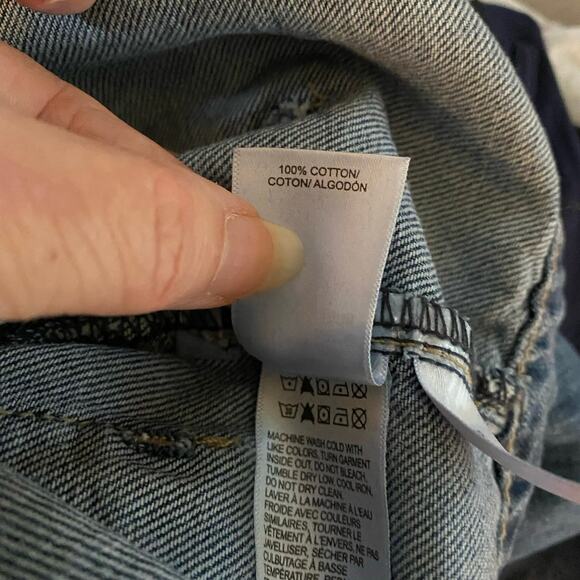 100% COTTON/
COTON/ ALGODÓN
MACHINE WASH COLD WITH
LIKE COLORS, TURN GARMENT
INSIDE OUT, DO NOT BLEACH,
TUMBLE DRY LOW, COOL IRON,
DO NOT DRY CLEAN.
LAVER À LA MACHINE À L'EAU
FROIDE AVEC COULEURS
SIMILAIRES, TOURNER LE
VÊTEMENT À L'ENVERS, NE PAS
JAVELLISER, SÉCHER PAR
CULBUTAGE À BASSE